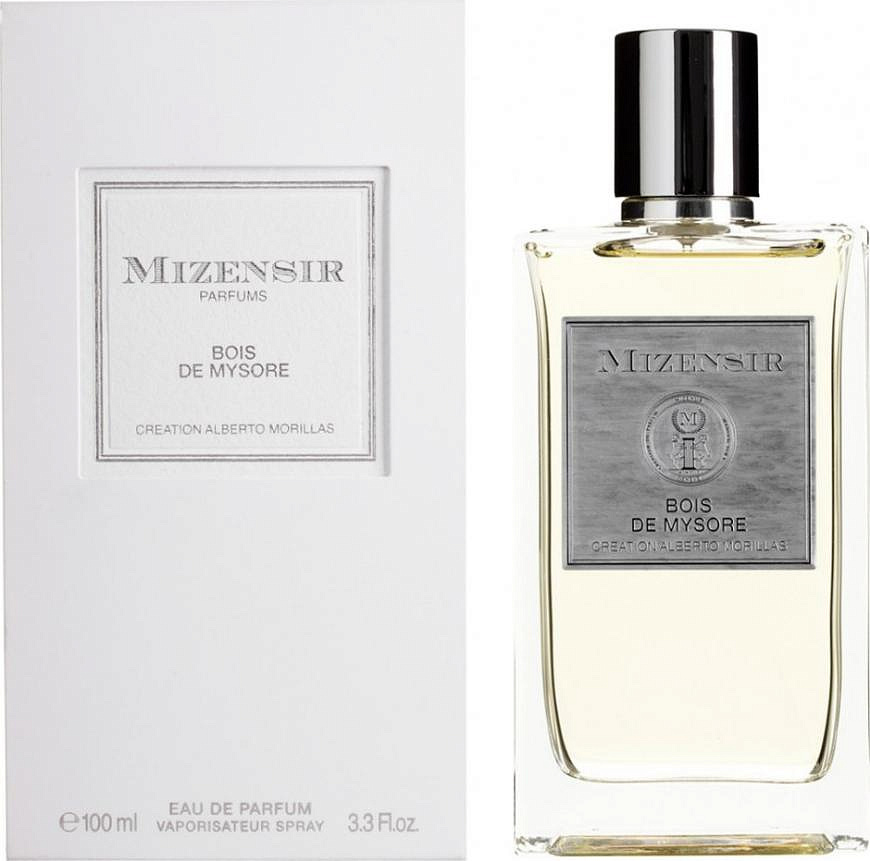 MIZENSIR
PARFUMS
BOIS
DE MYSORE
CREATION ALBERTO MORILLAS
e100 ml
EAU DE PARFUM
VAPORISATEUR SPRAY
3.3 Fl.oz.
MIZENSIR
M
BOIS
DE MYSORE
CREATION ALBERTO MORILLAS